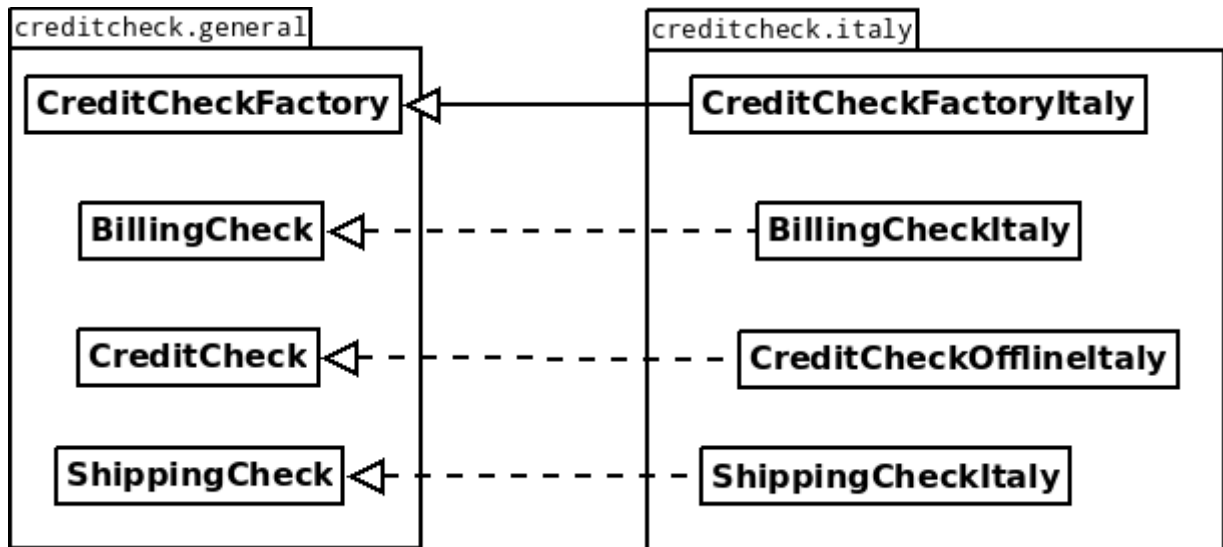 creditcheck.general
creditcheck.italy
CreditCheckFactory
CreditCheckFactoryItaly
BillingCheck
BillingCheckItaly
CreditCheck
CreditCheckOfflineItaly
ShippingCheck
ShippingCheckItaly